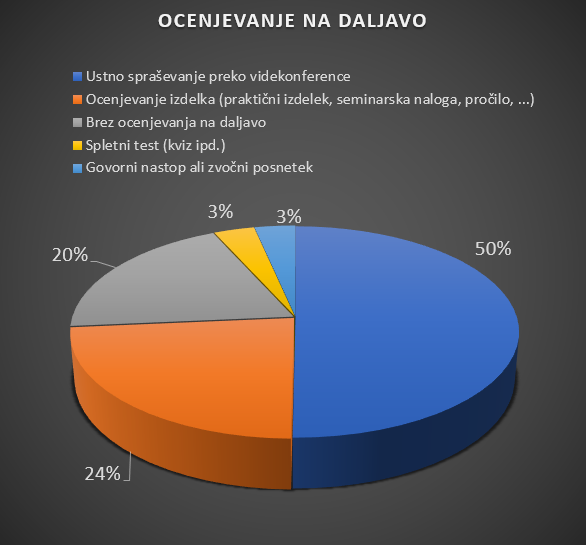 OCENJEVANJE NA DALJAVO
Ustno spraševanje preko videkonference
Ocenjevanje izdelka (praktični izdelek, seminarska naloga, pročilo, ...)
Brez ocenjevanja na daljavo
Spletni test (kviz ipd.)
Govorni nastop ali zvočni posnetek
3%
3%
50%
20%
24%